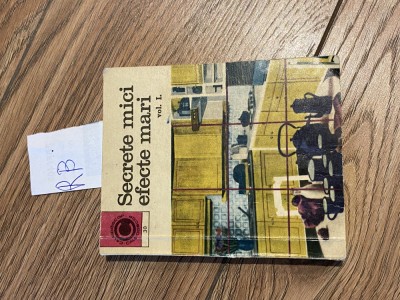 Secrete mici
efecte mari
vol. I.
30
RB